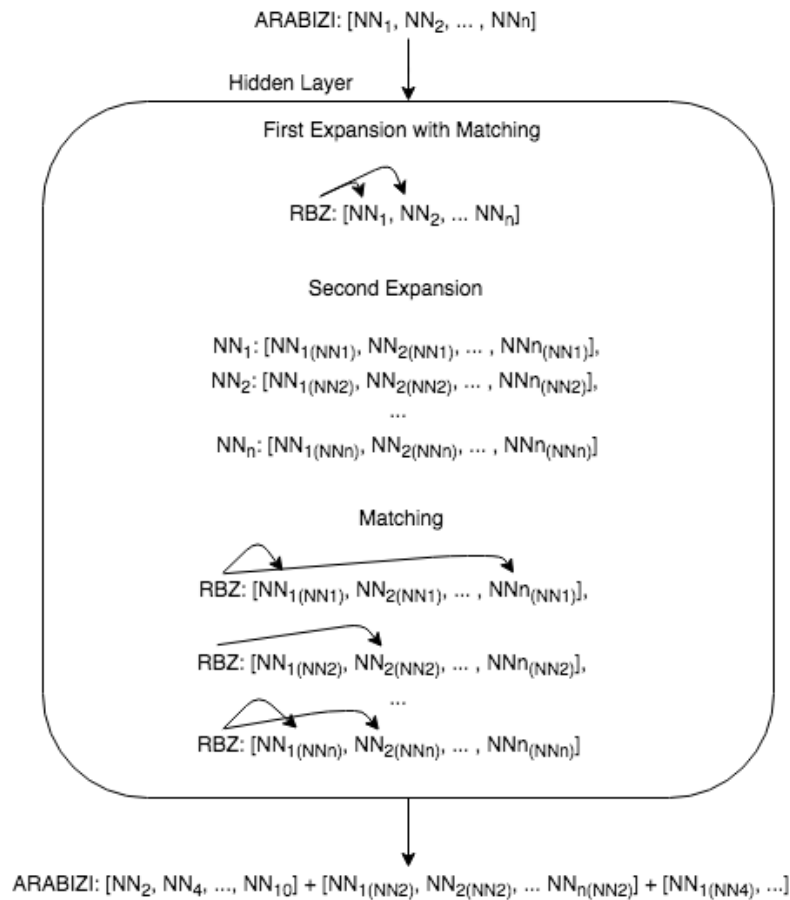 ARABIZI: [NN₁, NN₂, ... , NNn]
Hidden Layer
First Expansion with Matching
RBZ: [NN₁, NN₂, ... NNₙ]
Second Expansion
NN₁: [NN₁₍NN1₎, NN₂₍NN1₎, ... , NNn₍NN1₎],
NN₂: [NN₁₍NN2₎, NN₂₍NN2₎, ... , NNn₍NN2₎],
...
NNₙ: [NN₁₍NNn₎, NN₂₍NNn₎, ... , NNn₍NNn₎]
Matching
RBZ: [NN₁₍NN1₎, NN₂₍NN1₎, ... , NNn₍NN1₎],
RBZ: [NN₁₍NN2₎, NN₂₍NN2₎, ... , NNn₍NN2₎],
...
RBZ: [NN₁₍NNn₎, NN₂₍NNn₎, ... , NNn₍NNn₎]
ARABIZI: [NN₂, NN₄, ..., NN₁₀] + [NN₁₍NN2₎, NN₂₍NN2₎, ... NNₙ₍NN2₎] + [NN₁₍NN4₎, ...]